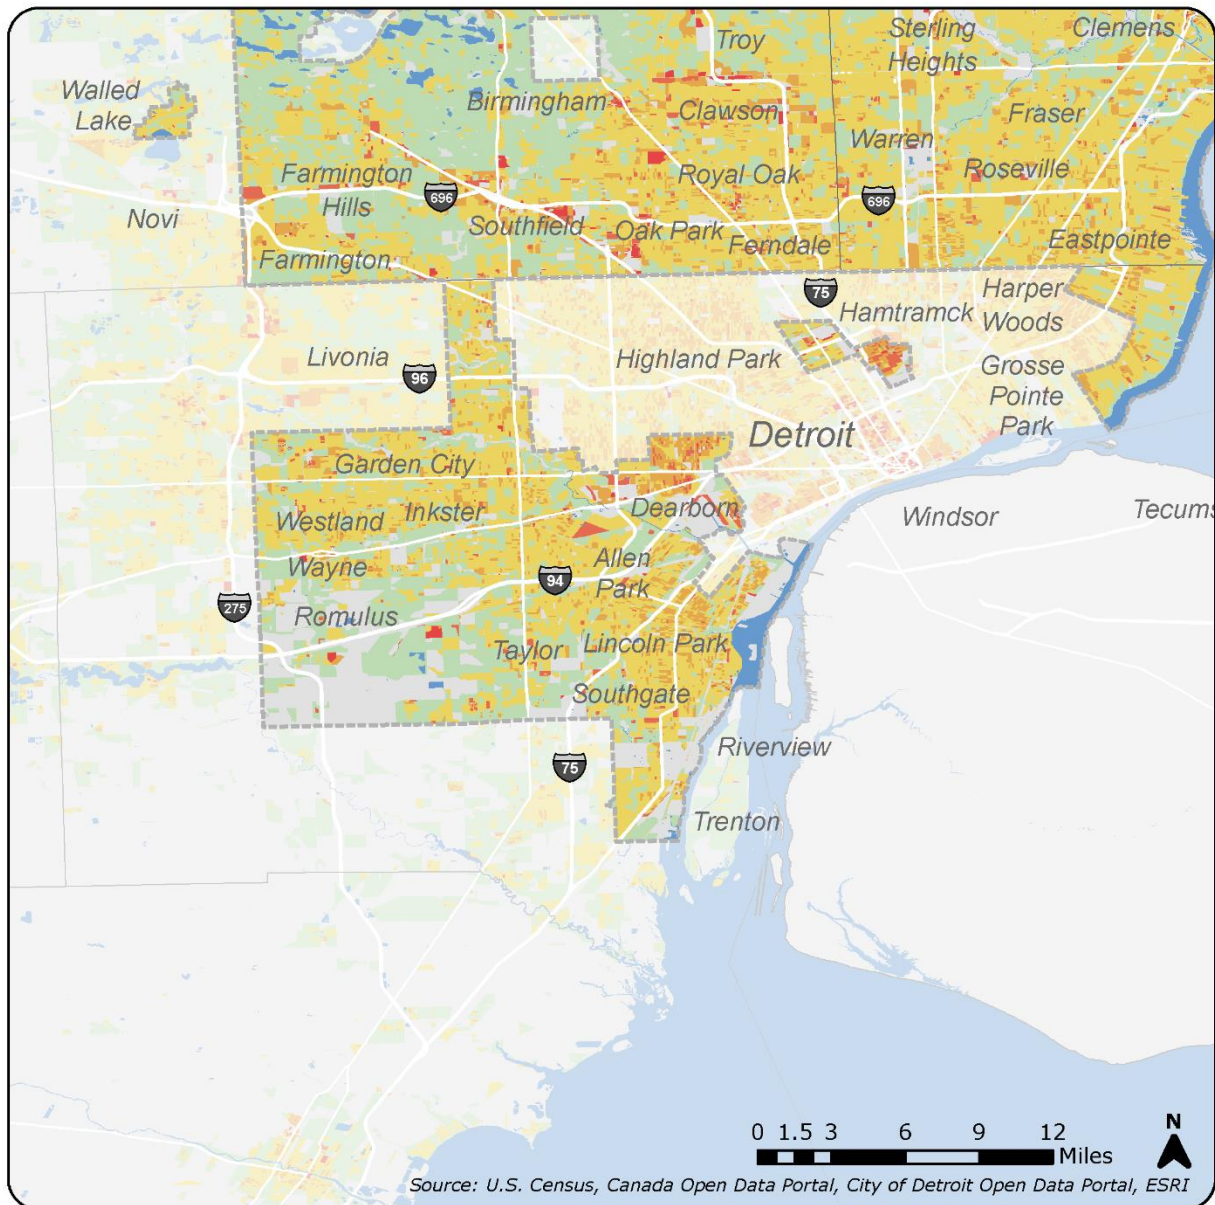 Troy
Sterling
Heights
Clemens
Walled
Lake
Birmingham
Clawson
Fraser
Warren
Farmington
Hills
696
Royal Oak
Roseville
696
Novi
Southfield
Oak Park
Ferndale
Eastpointe
Farmington
75
Harper
Woods
Hamtramck
Livonia
96
Highland Park
Grosse
Pointe
Park
Detroit
Garden City
Westland
Inkster
Dearborn
Windsor
Tecums
Wayne
Allen
Park
94
275
Romulus
Taylor
Lincoln Park
Southgate
Riverview
75
Trenton
0 1.5 3 6 9 12
Miles
N
Source: U.S. Census, Canada Open Data Portal, City of Detroit Open Data Portal, ESRI